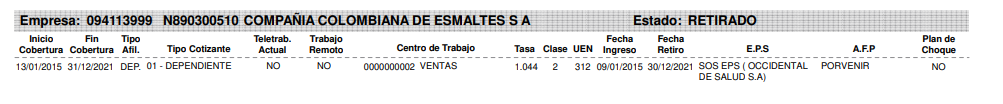 Empresa: 094113999 N890300510 COMPAÑIA COLOMBIANA DE ESMALTES S A Estado: RETIRADO
Inicio Fin Tipo Teletrab. Trabajo Fecha Fecha Plan de
Cobertura Cobertura Afil. Tipo Cotizante Actual Remoto Centro de Trabajo Tasa Clase UEN Ingreso Retiro E.P.S A.F.P Choque
13/01/2015 31/12/2021 DEP. 01 - DEPENDIENTE NO NO 0000000002 VENTAS 1.044 2 312 09/01/2015 30/12/2021 SOS EPS ( OCCIDENTAL PORVENIR NO
DE SALUD S.A)